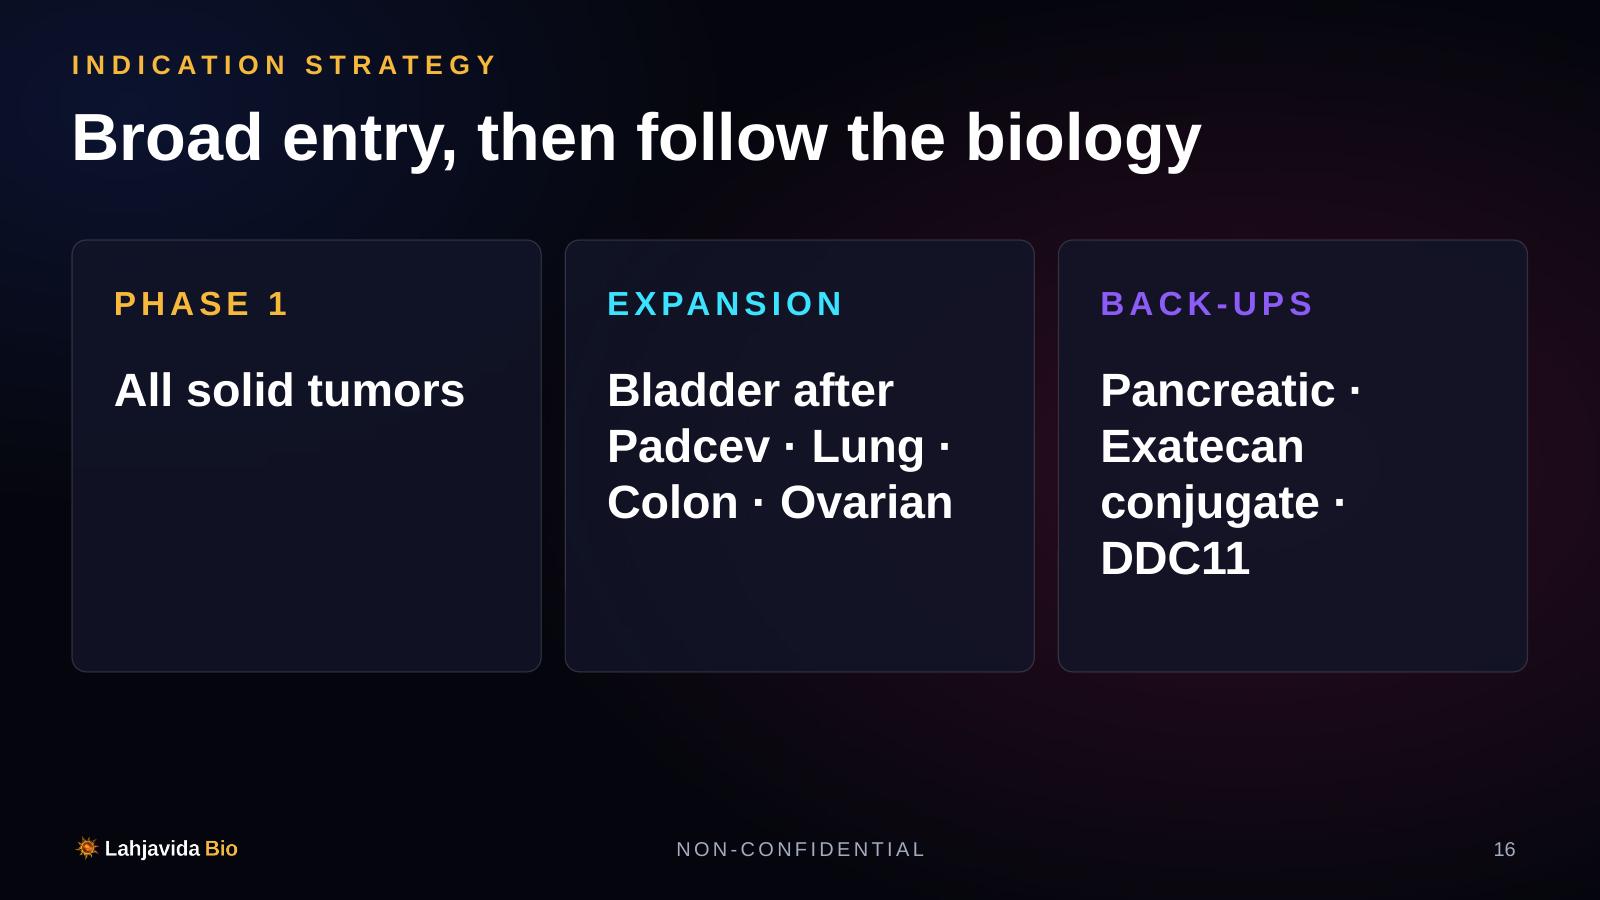 INDICATION STRATEGY
Broad entry, then follow the biology
PHASE 1
All solid tumors
EXPANSION
Bladder after
Padcev · Lung ·
Colon · Ovarian
BACK-UPS
Pancreatic ·
Exatecan
conjugate ·
DDC11
Lahjavida Bio
NON-CONFIDENTIAL
16